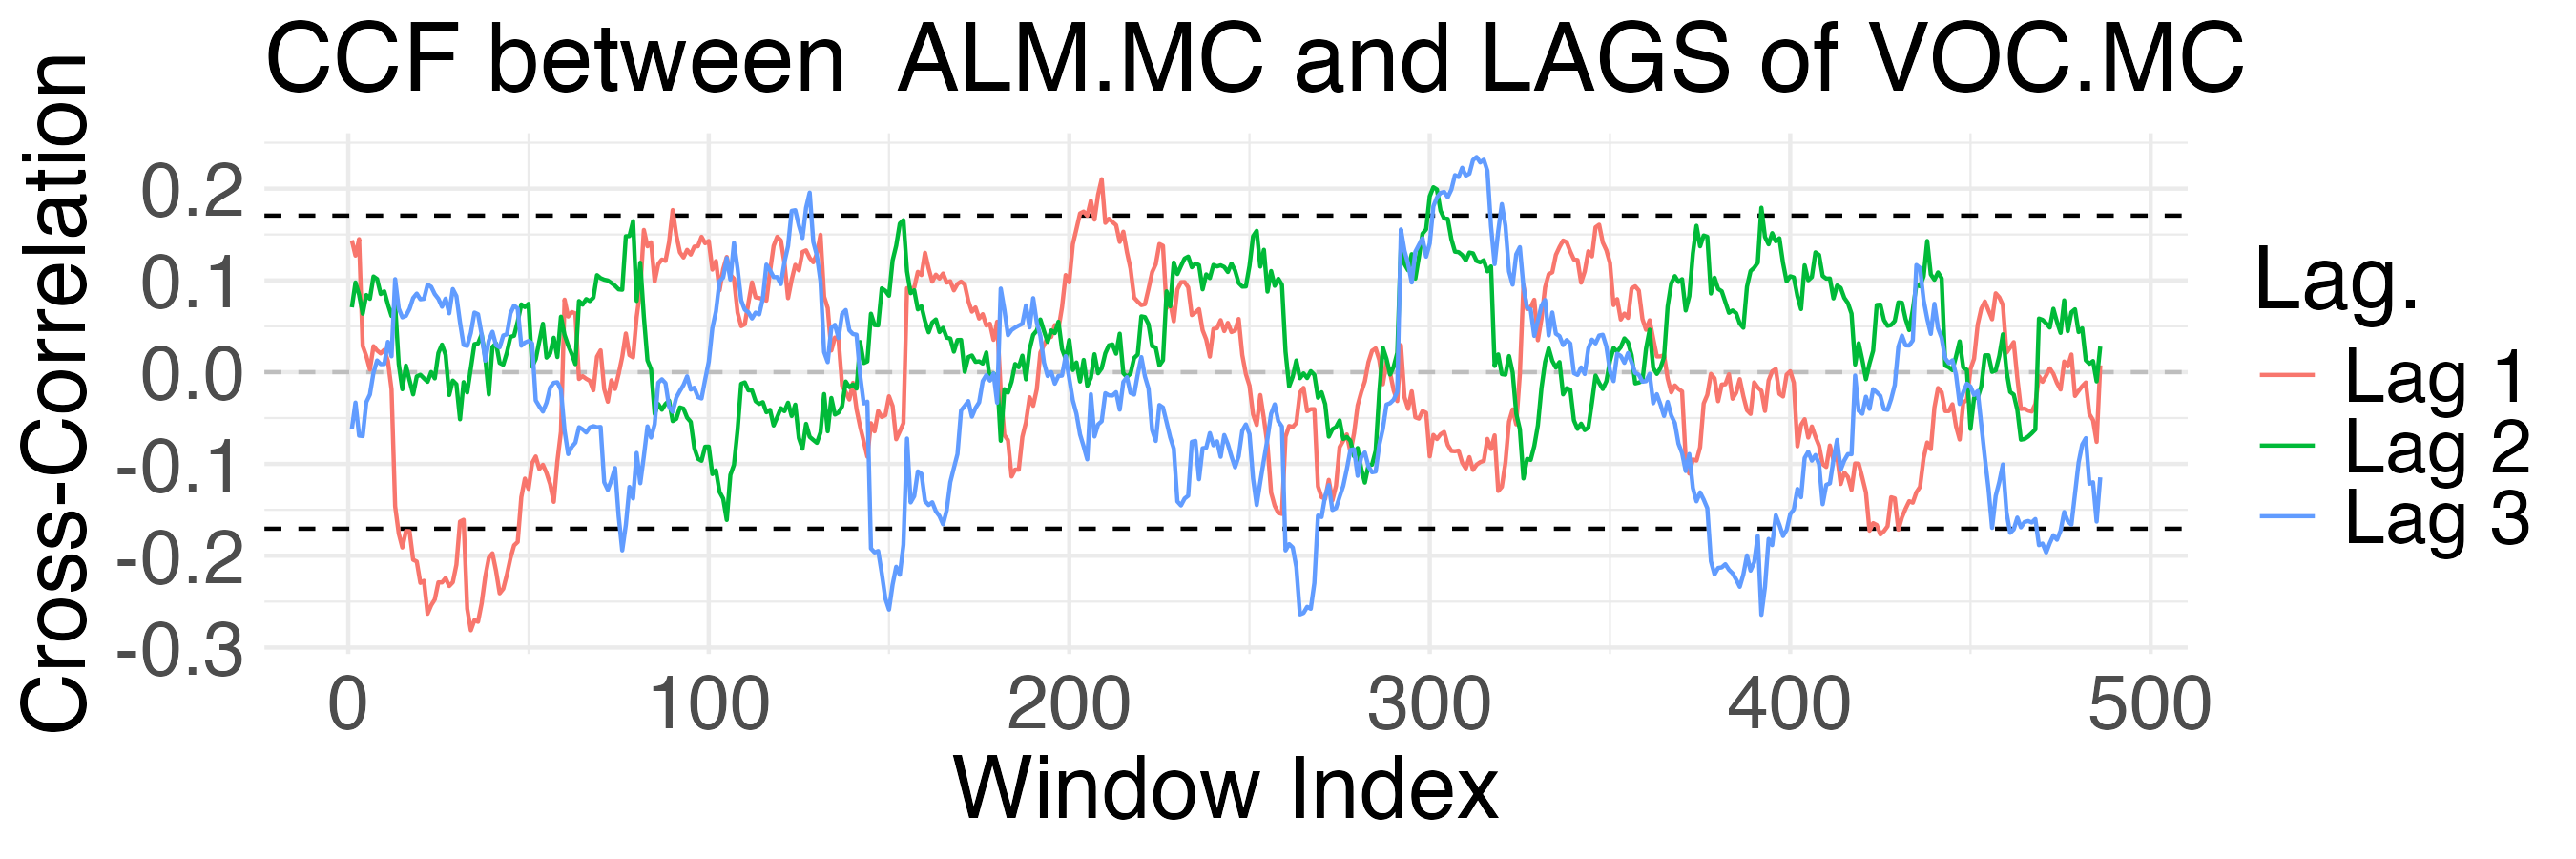 CCF between  ALM.MC and LAGS of VOC.MC
Cross-Correlation
0.2
0.1
0.0
-0.1
-0.2
-0.3
0 100 200 300 400 500
Window Index
Lag.
Lag 1
Lag 2
Lag 3